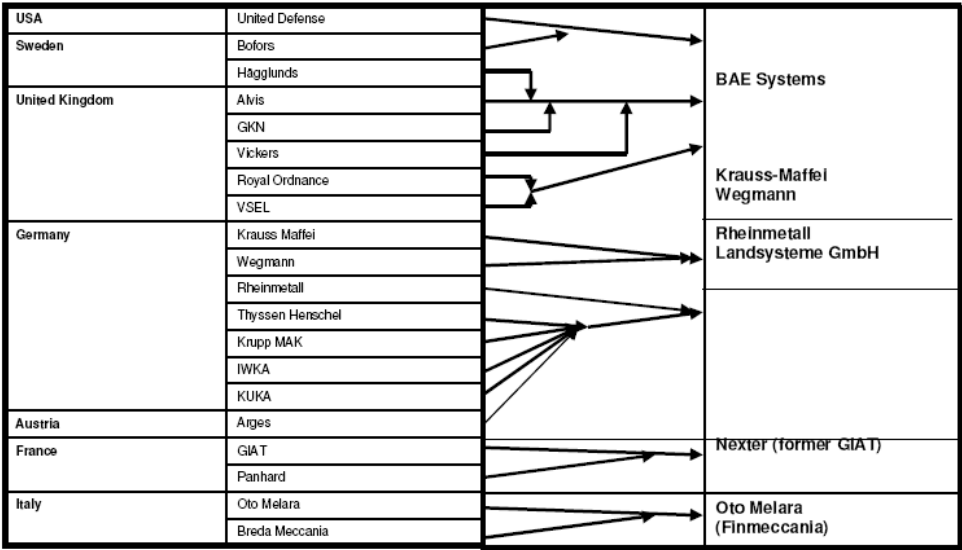 USA United Defense
Sweden Bofors
Hägglunds
BAE Systems
United Kingdom Alvis
GKN
Vickers
Royal Ordnance
Krauss-Maffei
Wegmann
VSEL
Germany Krauss Maffei
Rheinmetall
Landsysteme GmbH
Wegmann
Rheinmetall
Thyssen Henschel
Krupp MAK
IWKA
KUKA
Austria Arges
France GIAT
Nexter (former GIAT)
Panhard
Italy Oto Melara
Oto Melara
(Finmeccania)
Breda Meccania